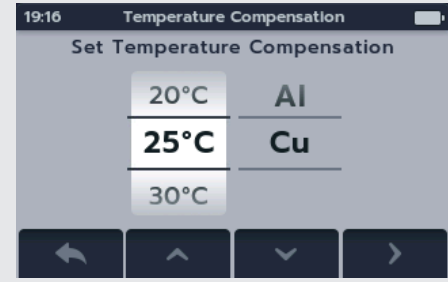 19:16 Temperature Compensation
Set Temperature Compensation
20°C Al
25°C Cu
30°C